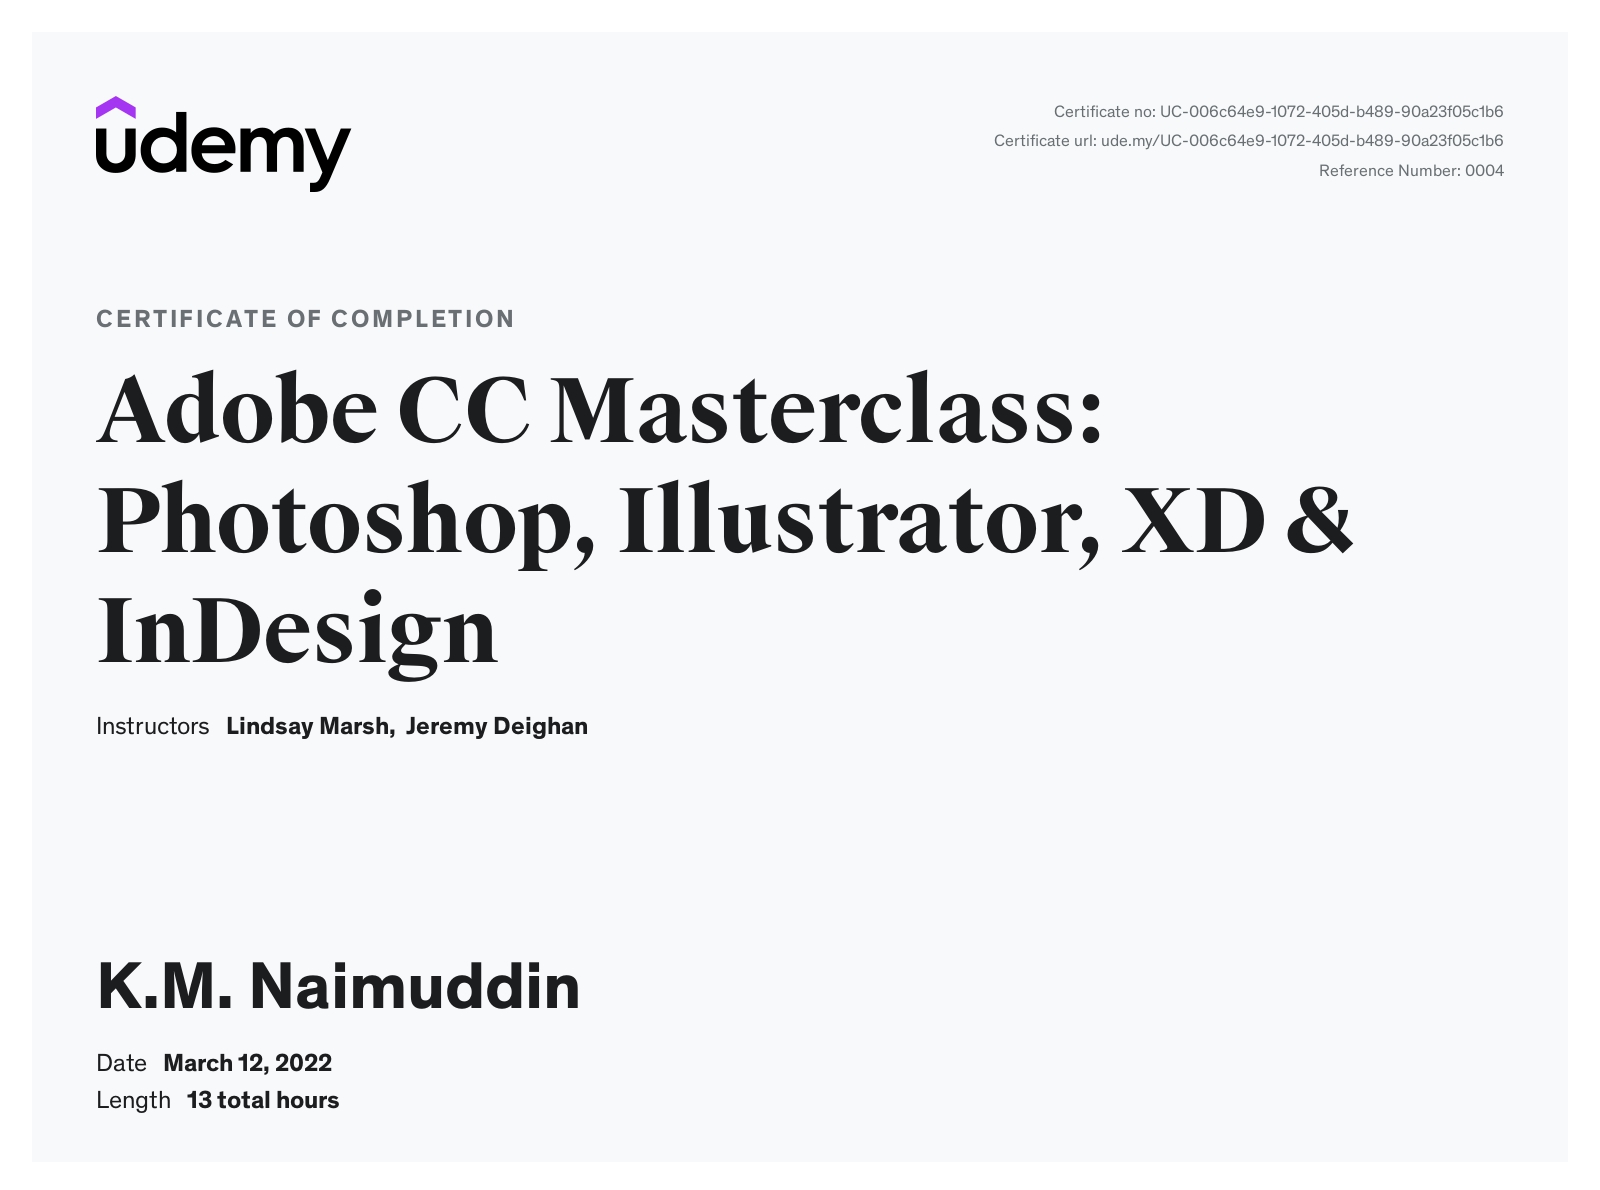 udemy
Certificate no: UC-006c64e9-1072-405d-b489-90a23f05c1b6
Certificate url: ude.my/UC-006c64e9-1072-405d-b489-90a23f05c1b6
Reference Number: 0004
CERTIFICATE OF COMPLETION
Adobe CC Masterclass:
Photoshop, Illustrator, XD &
InDesign
Instructors Lindsay Marsh, Jeremy Deighan
K.M. Naimuddin
Date March 12, 2022
Length 13 total hours